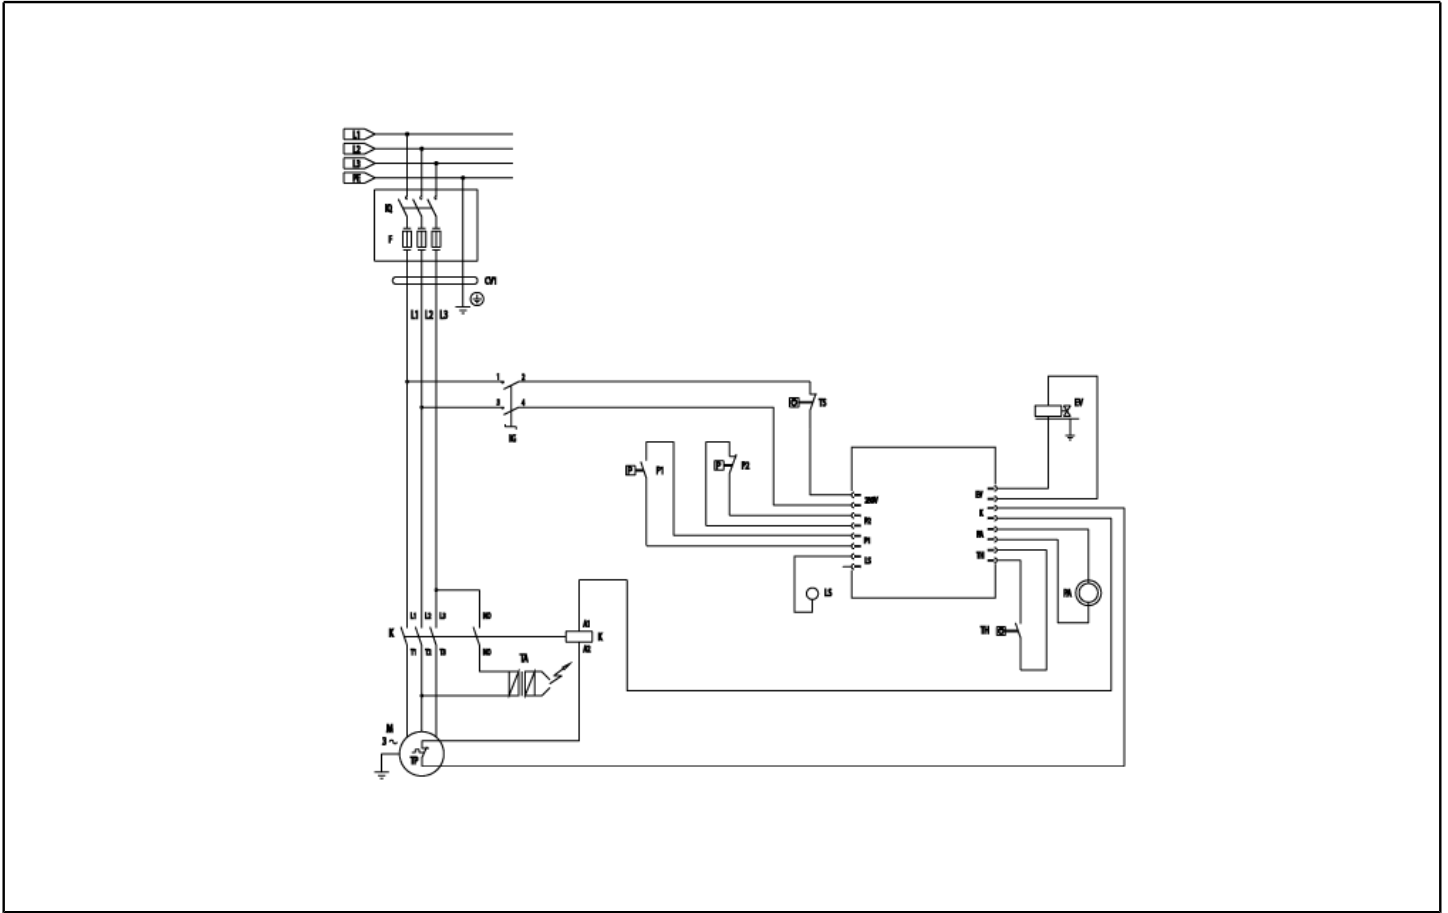 L1
L2
L3
PE
F
CV1
L1 L2 L3
1 2
3 4
IG
TS
EV
P P1
P P2
230V
P2
P1
LS
EV
K
PA
TH
LS
PA
TH
L1 L2 L3 NO
K
T1 T2 T3 NO
A1
K
A2
TA
M
3 ~
TP